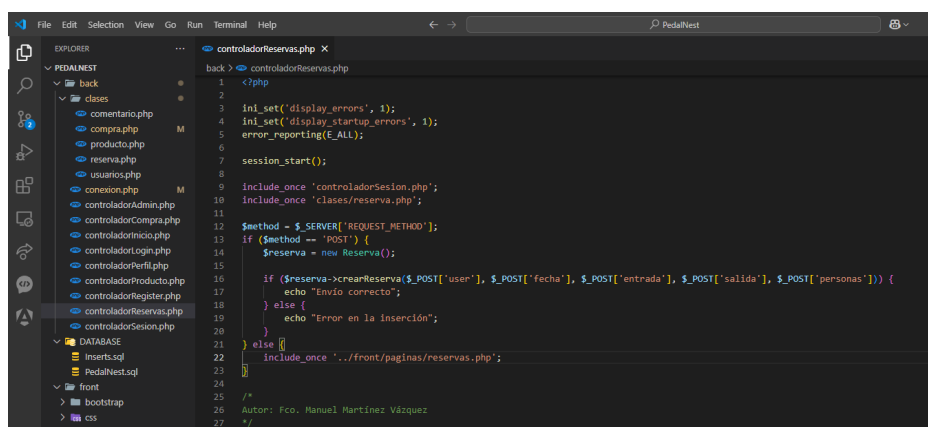 File Edit Selection View Go Run Terminal Help
PedalNest
EXPLORER
PEDALNEST
back
clases
comentario.php
compra.php M
producto.php
reserva.php
usuarios.php
conexion.php M
controladorAdmin.php
controladorCompra.php
controladorInicio.php
controladorLogin.php
controladorPerfil.php
controladorProducto.php
controladorRegister.php
controladorReservas.php
controladorSesion.php
DATABASE
Inserts.sql
PedalNest.sql
front
bootstrap
css
2
controladorReservas.php
back > controladorReservas.php
1 <?php
2
3 ini_set('display_errors', 1);
4 ini_set('display_startup_errors', 1);
5 error_reporting(E_ALL);
6
7 session_start();
8
9 include_once 'controladorSesion.php';
10 include_once 'clases/reserva.php';
11
12 $method = $_SERVER['REQUEST_METHOD'];
13 if ($method == 'POST') {
14 $reserva = new Reserva();
15
16 if ($reserva->crearReserva($_POST['user'], $_POST['fecha'], $_POST['entrada'], $_POST['salida'], $_POST['personas'])) {
17 echo "Envío correcto";
18 } else {
19 echo "Error en la inserción";
20 }
21 } else {
22 include_once '../front/paginas/reservas.php';
23 }
24
25 /*
26 Autor: Fco. Manuel Martínez Vázquez
27 */